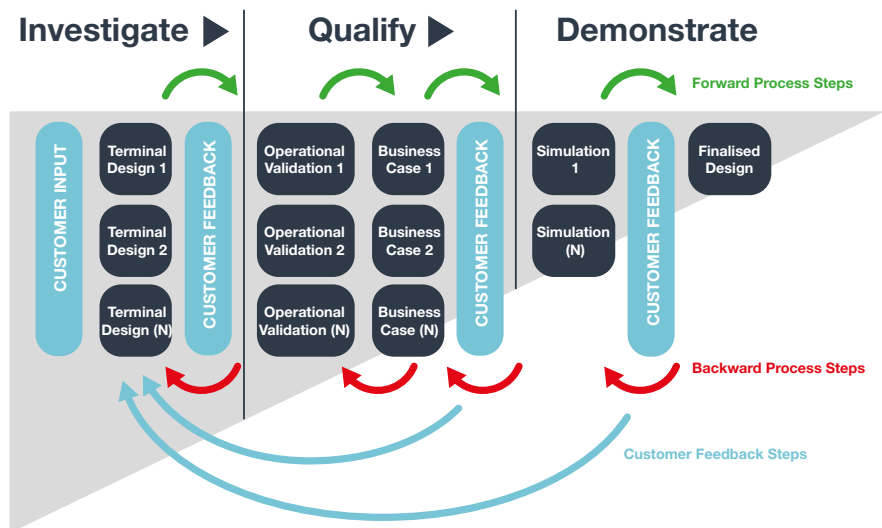 Investigate
Qualify
Demonstrate
Forward Process Steps
CUSTOMER INPUT
Terminal
Design 1
Terminal
Design 2
Terminal
Design (N)
CUSTOMER FEEDBACK
Operational
Validation 1
Operational
Validation 2
Operational
Validation (N)
Business
Case 1
Business
Case 2
Business
Case (N)
CUSTOMER FEEDBACK
Simulation
1
Simulation
(N)
CUSTOMER FEEDBACK
Finalised
Design
Backward Process Steps
Customer Feedback Steps